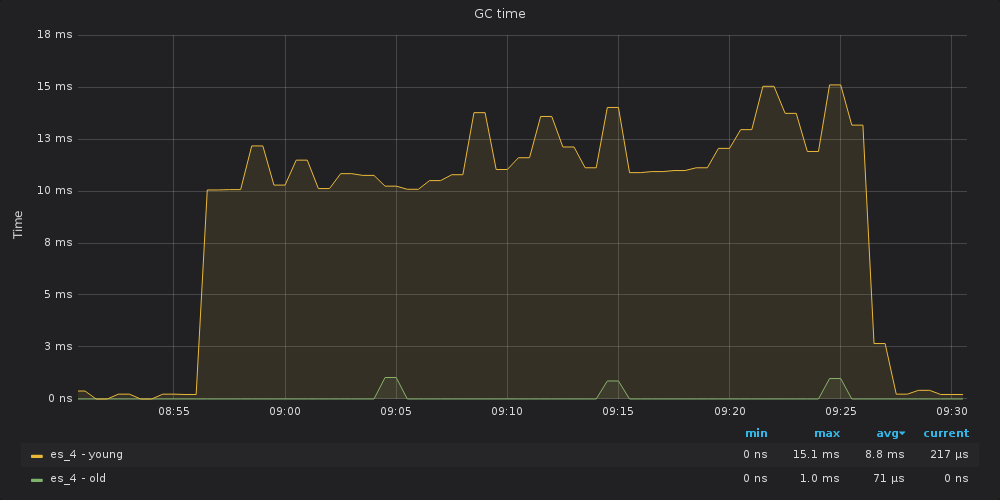 GC time
18 ms
15 ms
13 ms
10 ms
8 ms
5 ms
3 ms
0 ns
Time
08:55 09:00 09:05 09:10 09:15 09:20 09:25 09:30
min max avg current
es_4 - young 0 ns 15.1 ms 8.8 ms 217 µs
es_4 - old 0 ns 1.0 ms 71 µs 0 ns